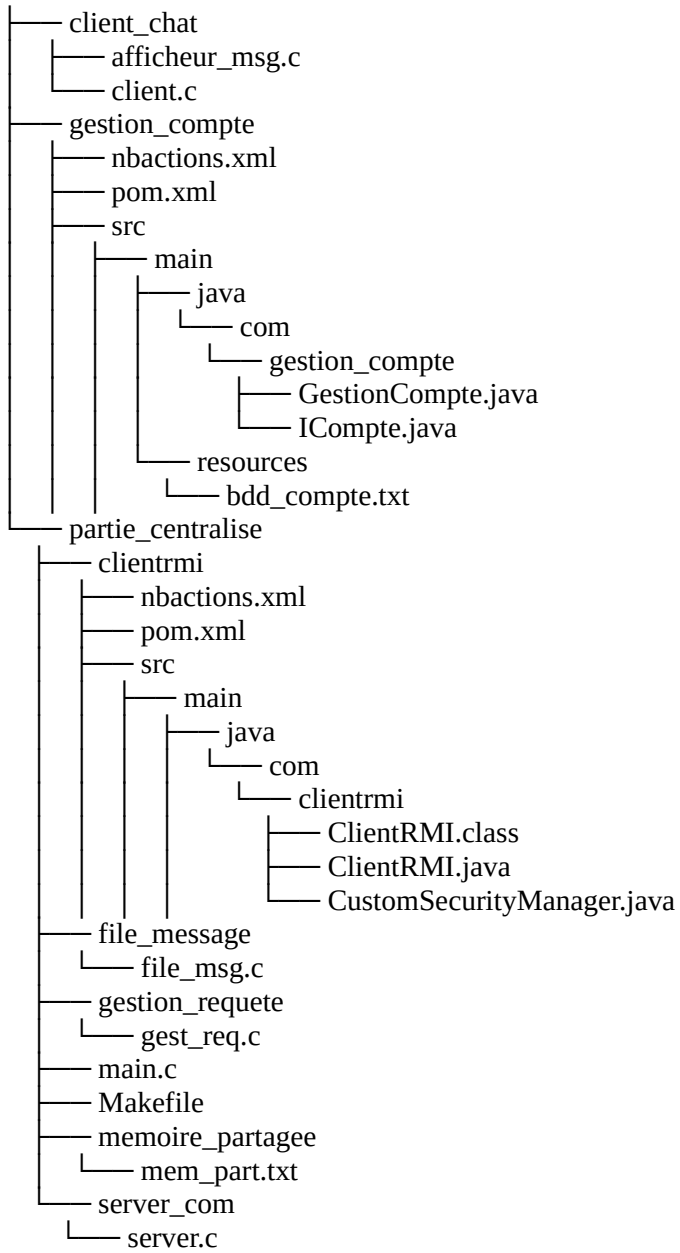 client_chat
afficheur_msg.c
client.c
gestion_compte
nbactions.xml
pom.xml
src
main
java
com
gestion_compte
GestionCompte.java
ICompte.java
resources
bdd_compte.txt
partie_centralise
clientrmi
nbactions.xml
pom.xml
src
main
java
com
clientrmi
ClientRMI.class
ClientRMI.java
CustomSecurityManager.java
file_message
file_msg.c
gestion_requete
gest_req.c
main.c
Makefile
memoire_partagee
mem_part.txt
server_com
server.c